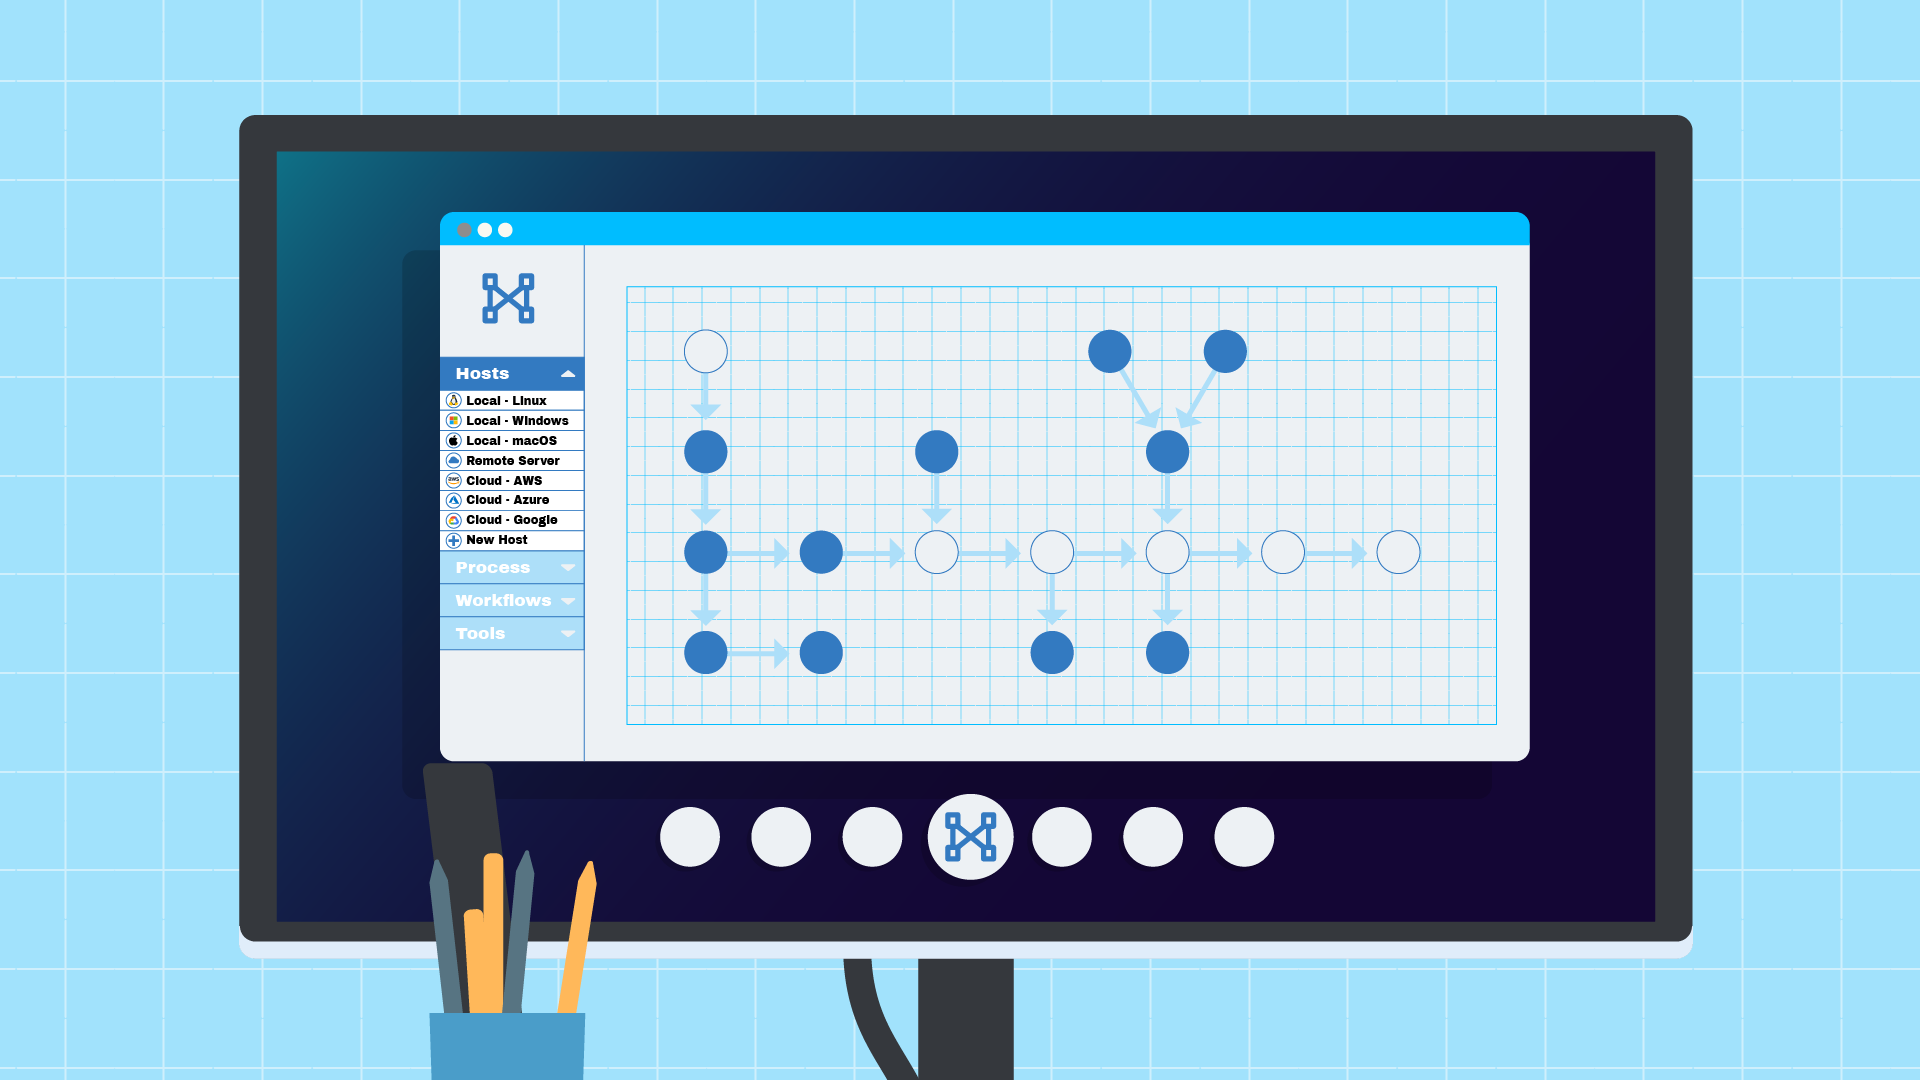 Hosts
Local - Linux
Local - Windows
Local - macOS
Remote Server
aws Cloud - AWS
Cloud - Azure
Cloud - Google
New Host
Process
Workflows
Tools